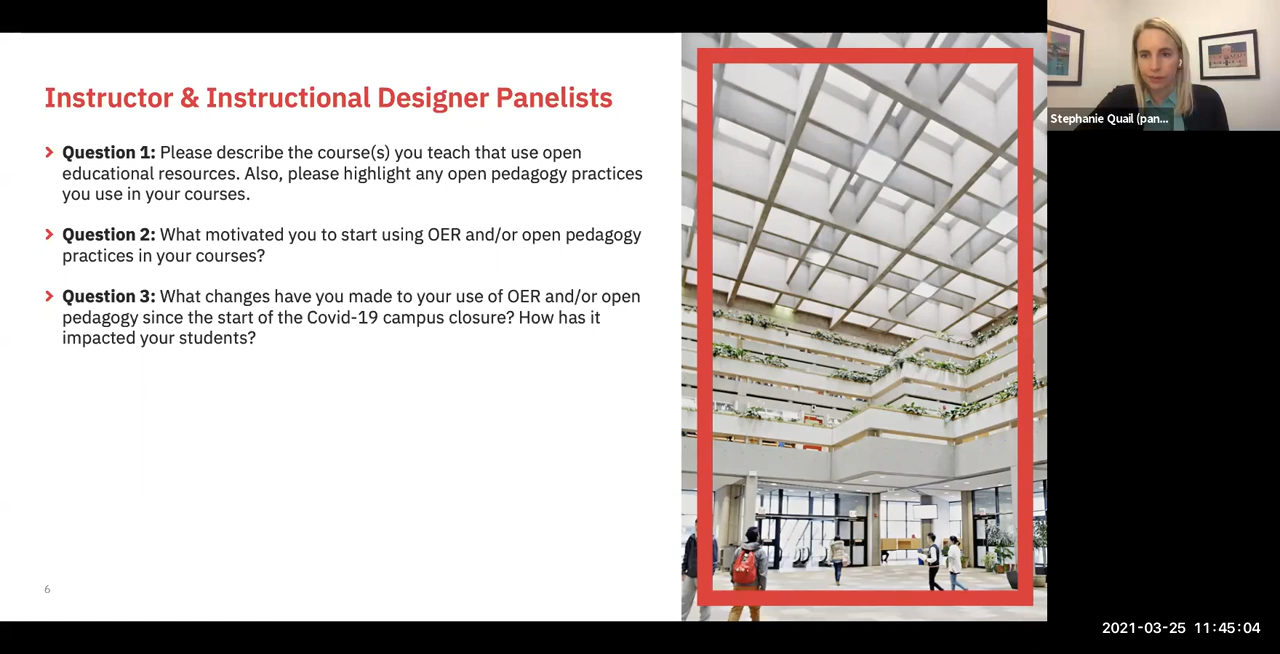 Instructor & Instructional Designer Panelists
Question 1: Please describe the course(s) you teach that use open
educational resources. Also, please highlight any open pedagogy practices
you use in your courses.
Question 2: What motivated you to start using OER and/or open pedagogy
practices in your courses?
Question 3: What changes have you made to your use of OER and/or open
pedagogy since the start of the Covid-19 campus closure? How has it
impacted your students?
6
Stephanie Quail (pan...
2021-03-25 11:45:04